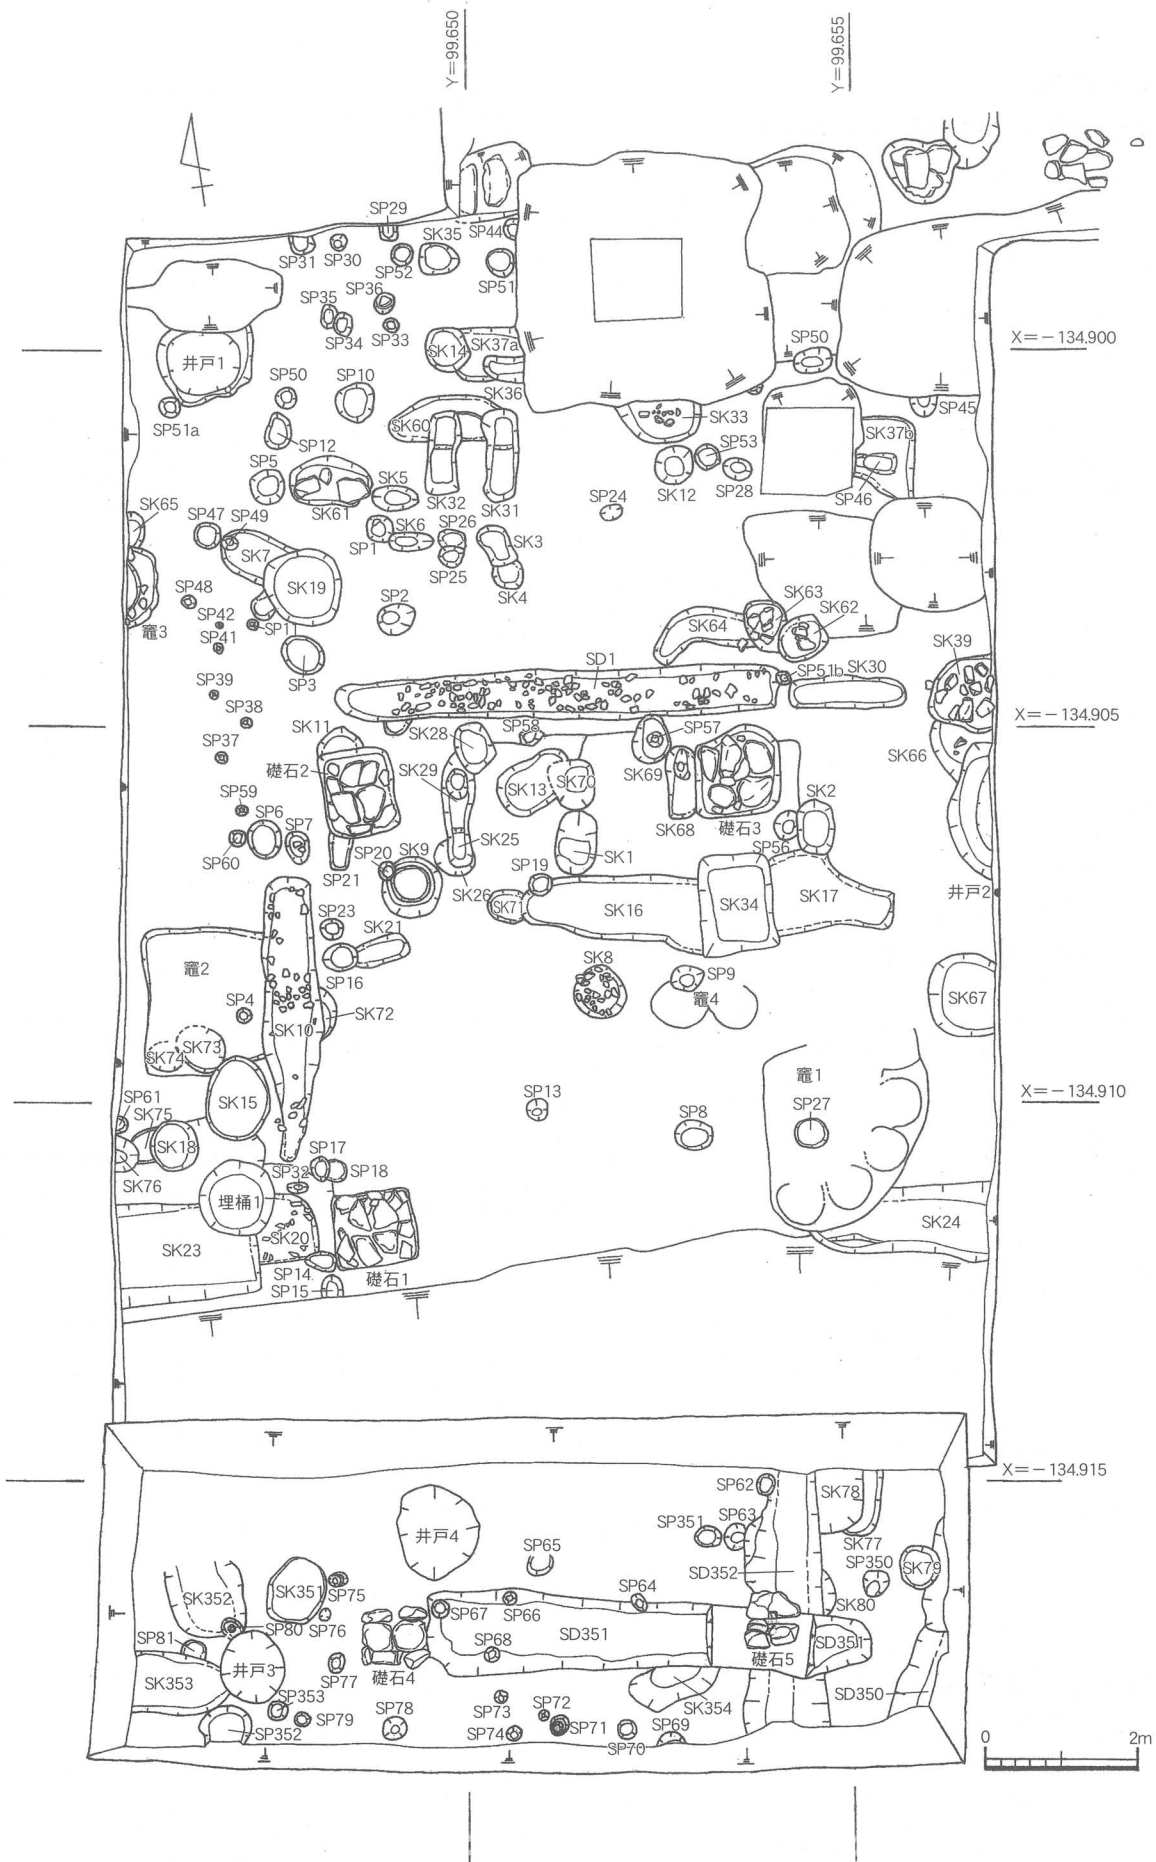 Y=99.650
Y=99.655
SP29
SK35
SP44
SP31
SP30
SP52
SP51
SP35
SP36
SP34
SP33
SP50
X=-134.900
井戸1
SK14
SK37a
SK36
SP50
SP10
SP45
SP51a
SK60
SK33
SK37b
SP12
SP53
SP5
SK5
SK12
SP28
SP46
SK61
SK32
SK31
SK65
SP24
SP47
SP49
SK6
SP26
SK3
SP1
SK7
SP25
SK19
SK4
SP48
SP2
SK63
SK62
SP42
SP1
SK64
竈3
SP41
SP3
SD1
SP51b
SK30
SK39
SP39
SP38
X=-134.905
SK11
SK28
SP58
SP57
SP37
礎石2
SK29
SK69
SK66
SK13
SK70
SP59
SP6
SP7
SK68
礎石3
SK2
SP60
SK25
SK1
SP56
SP21
SP20
SK9
SK26
SP19
井戸2
SK71
SK16
SK34
SK17
SP23
SK21
竈2
SK8
SP9
SP16
竈4
SK67
SP4
SK10
SK72
SK74
SK73
竈1
SP61
SK75
SK15
SP13
SP8
SP27
X=-134.910
SK18
SP17
SP18
SP32
SK76
埋桶1
SK23
SK20
SK24
SP14
礎石1
SP15
SP62
SK78
X=-134.915
井戸4
SP351
SP63
SK77
SP65
SD352
SP350
SK79
SK352
SK351
SP75
SP64
SK80
SP76
SP67
SP66
SP80
SP81
SD351
SD351
SP68
礎石5
井戸3
SP77
礎石4
SK353
SK354
SD350
SP353
SP73
SP72
SP79
SP78
SP71
SP352
SP74
SP70
SP69
0
2m